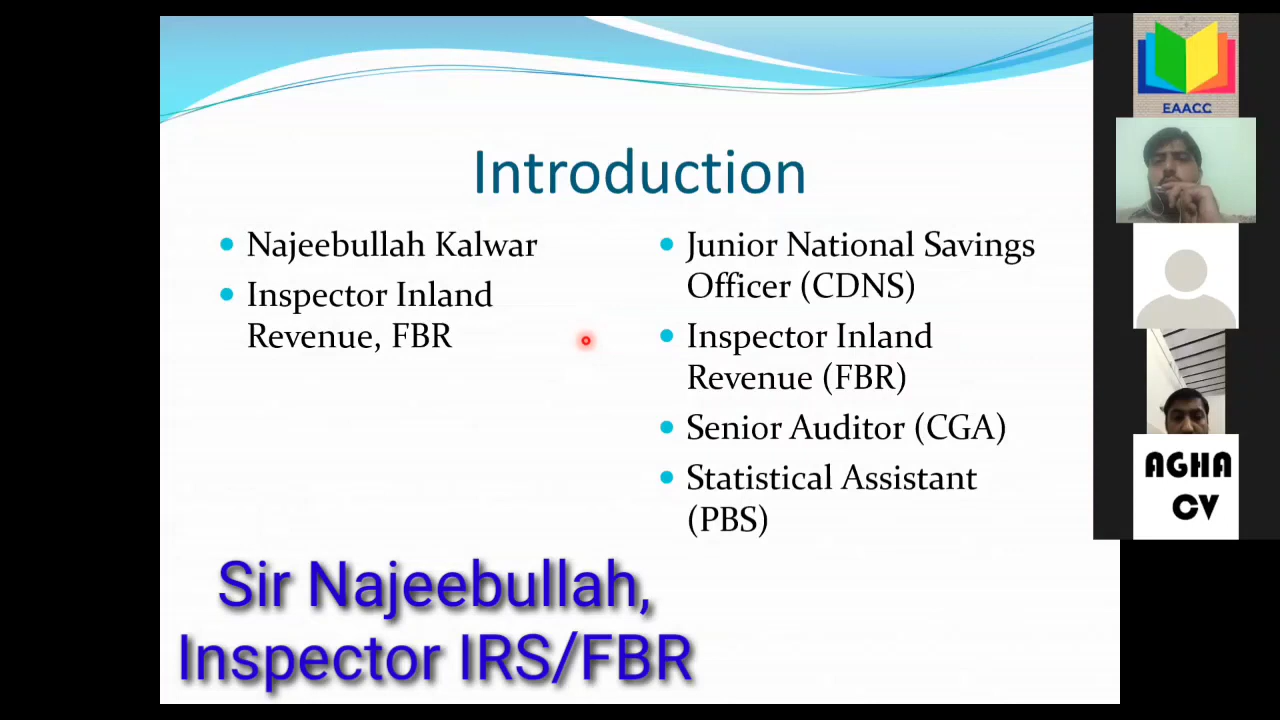 Introduction
Najeebullah Kalwar
Inspector Inland
Revenue, FBR
Junior National Savings
Officer (CDNS)
Inspector Inland
Revenue (FBR)
Senior Auditor (CGA)
Statistical Assistant
(PBS)
Sir Najeebullah,
Inspector IRS/FBR
EAACC
AGHA
CV